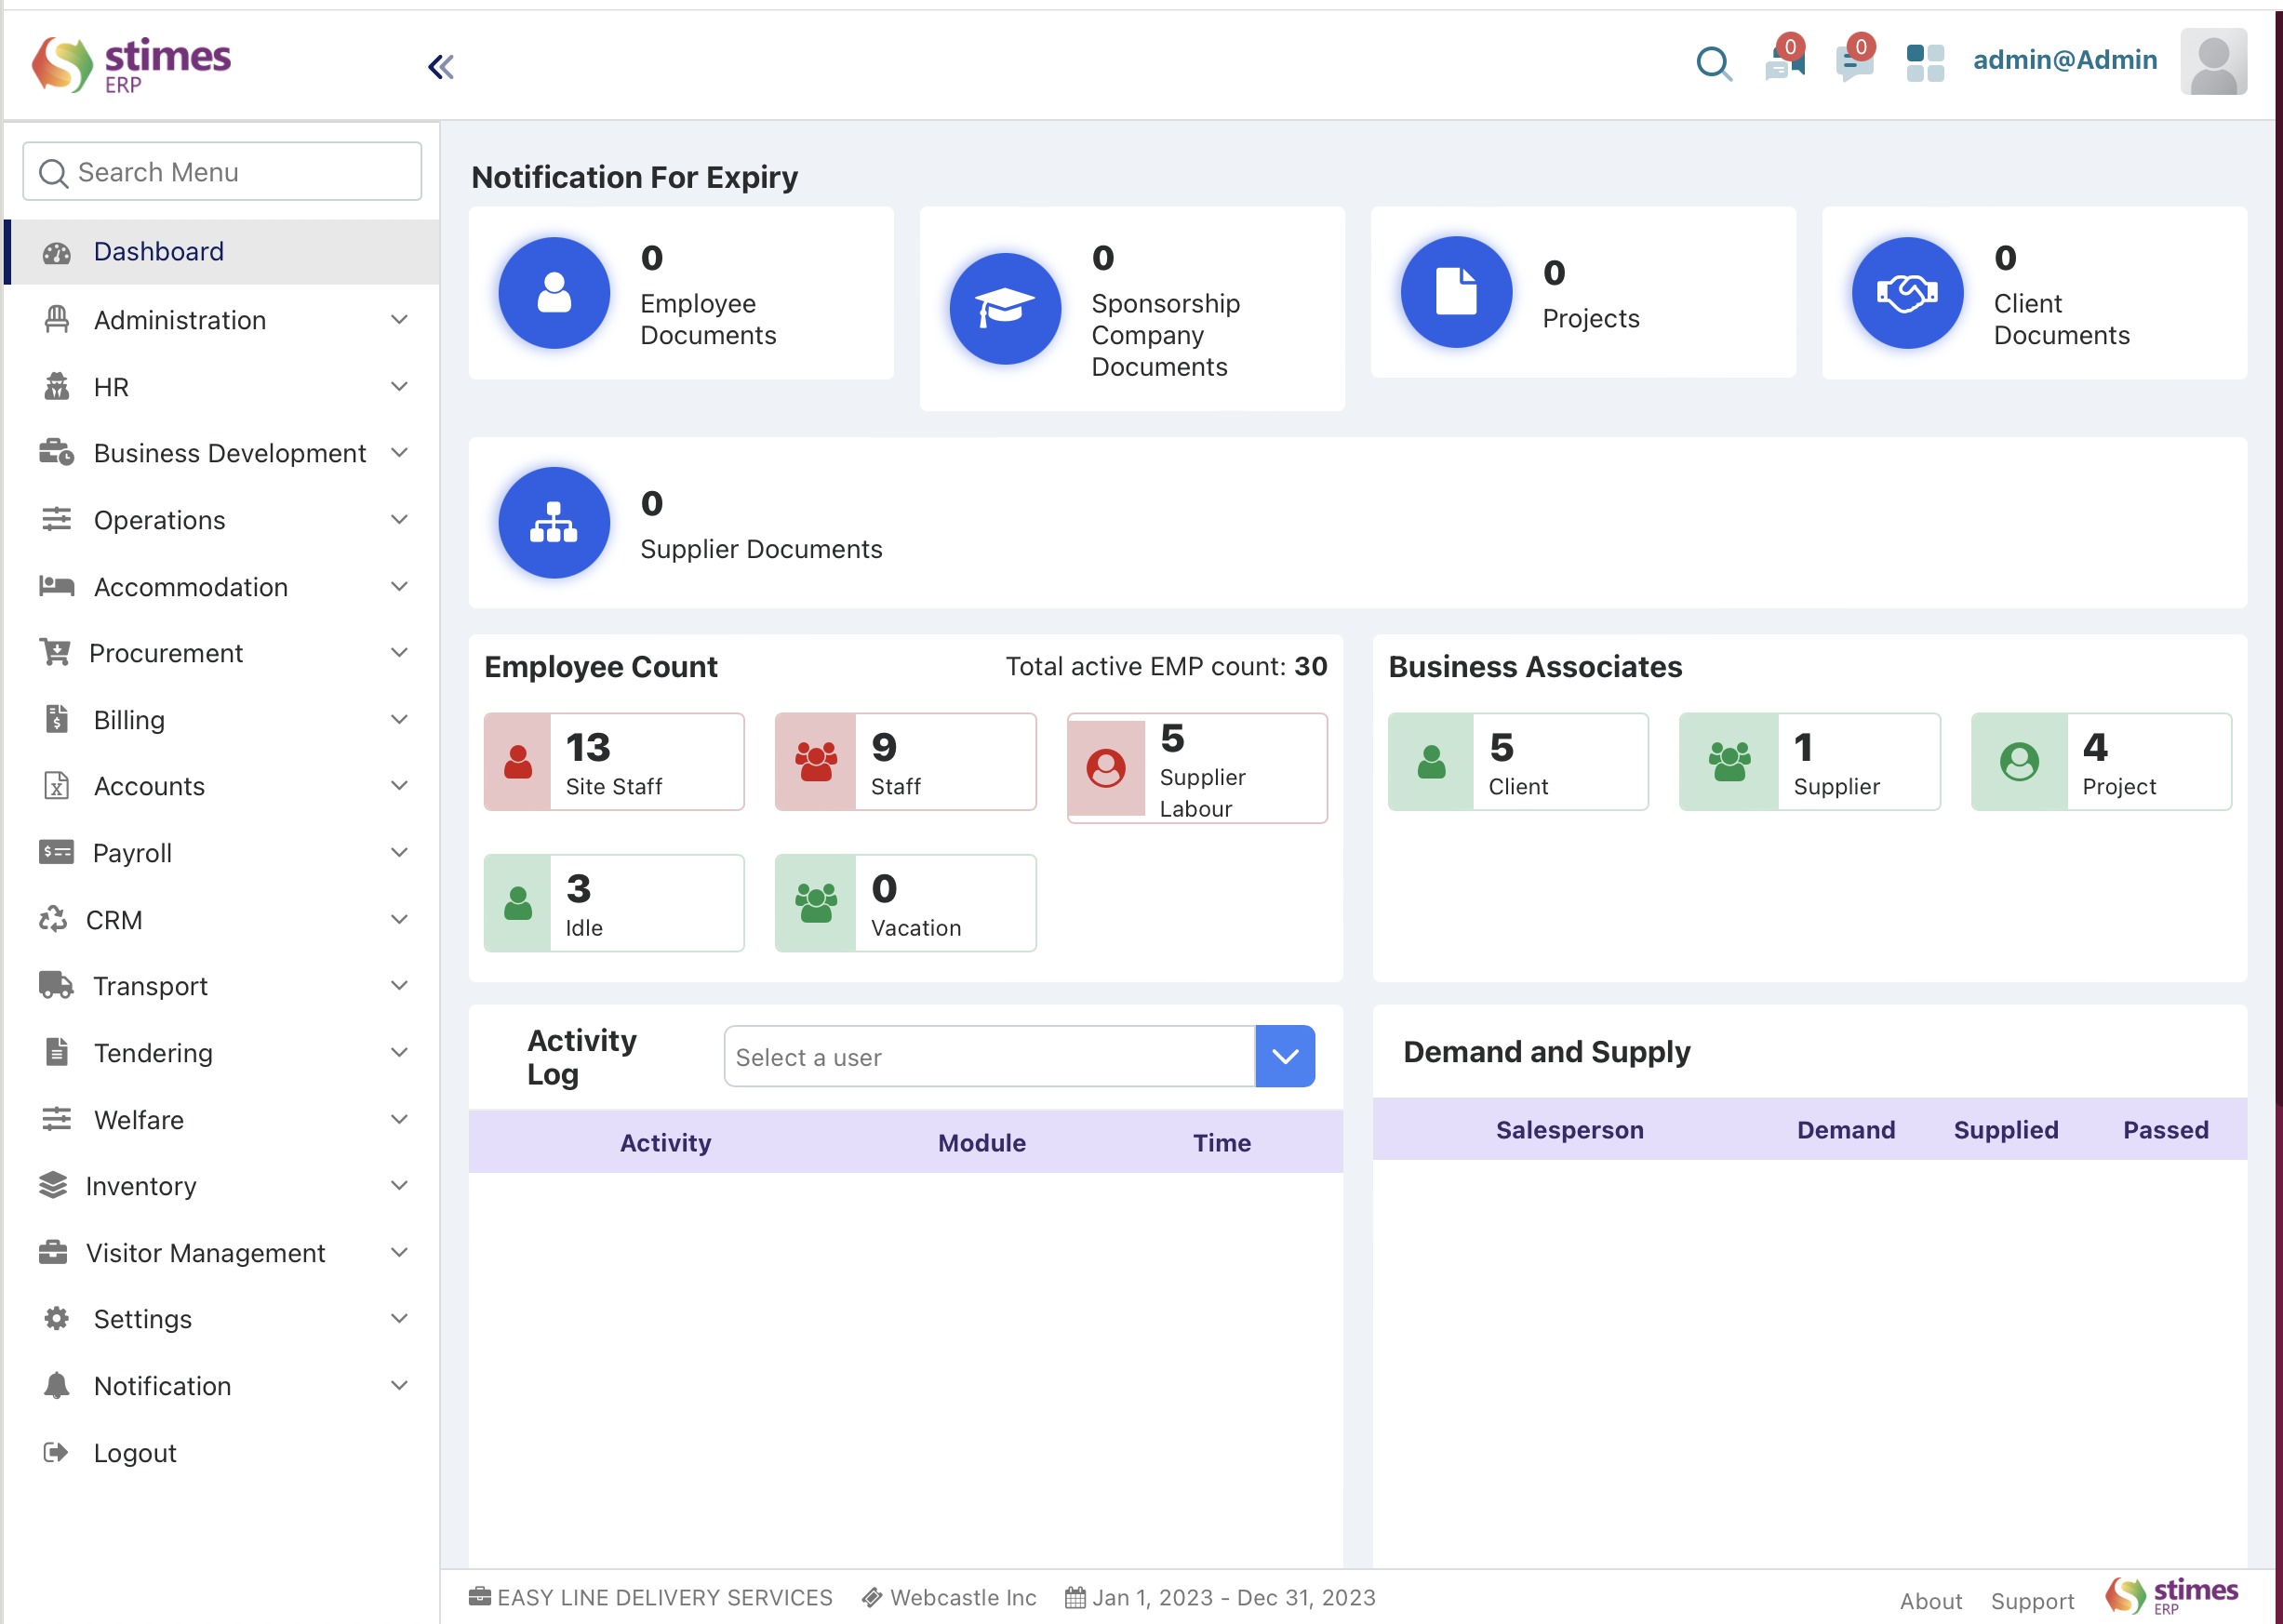 stimes
ERP
0
0
admin@Admin
Search Menu
Dashboard
Administration
HR
Business Development
Operations
Accommodation
Procurement
Billing
Accounts
Payroll
CRM
Transport
Tendering
Welfare
Inventory
Visitor Management
Settings
Notification
Logout
Notification For Expiry
0
Employee
Documents
0
Sponsorship
Company
Documents
0
Projects
0
Client
Documents
0
Supplier Documents
Employee Count
Total active EMP count: 30
13
Site Staff
9
Staff
5
Supplier
Labour
3
Idle
0
Vacation
Business Associates
5
Client
1
Supplier
4
Project
Activity
Log
Select a user
Activity Module Time
Demand and Supply
Salesperson Demand Supplied Passed
EASY LINE DELIVERY SERVICES Webcastle Inc Jan 1, 2023 - Dec 31, 2023
About Support
stimes
ERP